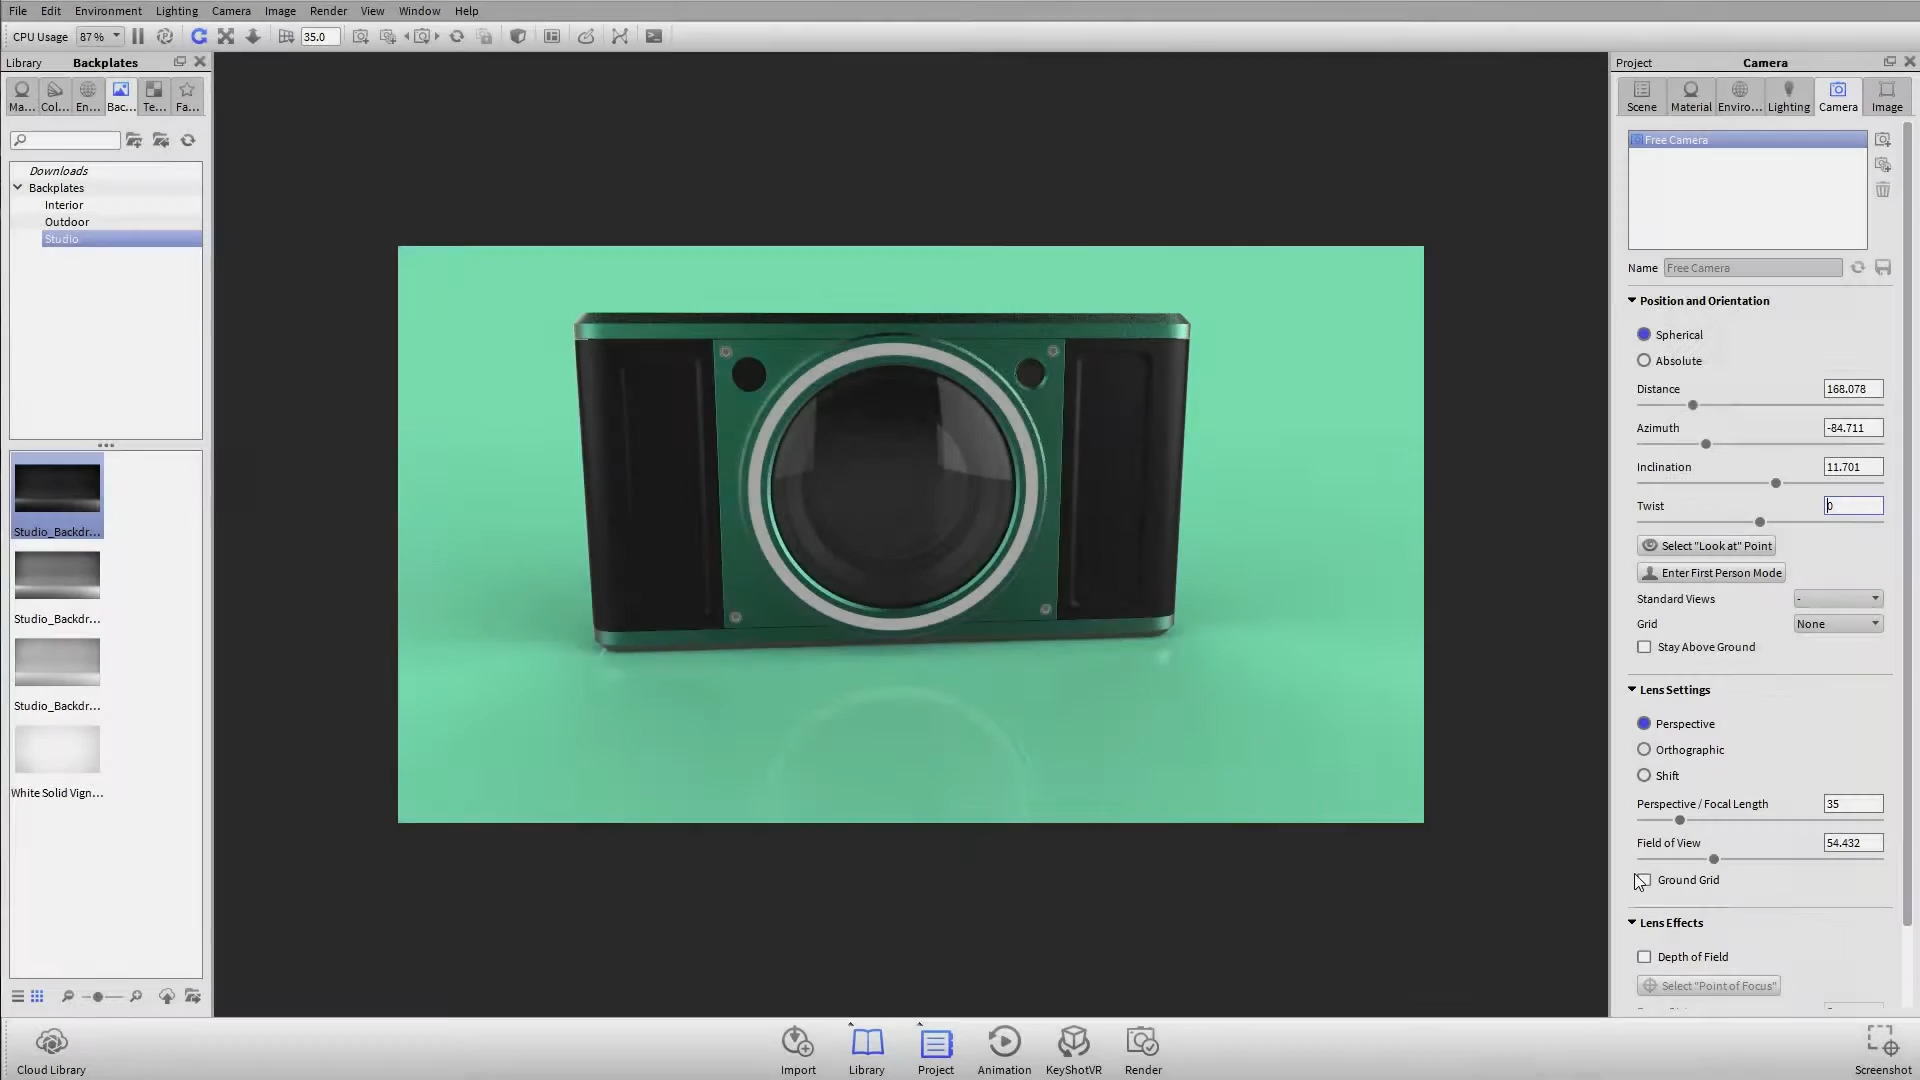 File Edit Environment Lighting Camera Image Render View Window Help
CPU Usage 87 % 35.0
Library Backplates
Ma... Col... En... Bac... Te... Fa...
Downloads
Backplates
Interior
Outdoor
Studio
Studio_Backdr...
Studio_Backdr...
Studio_Backdr...
White Solid Vign...
Project Camera
Scene Material Enviro... Lighting Camera Image
Free Camera
Name Free Camera
Position and Orientation
Spherical
Absolute
Distance 168.078
Azimuth -84.711
Inclination 11.701
Twist 0
Select "Look at" Point
Enter First Person Mode
Standard Views -
Grid None
Stay Above Ground
Lens Settings
Perspective
Orthographic
Shift
Perspective / Focal Length 35
Field of View 54.432
Ground Grid
Lens Effects
Depth of Field
Select "Point of Focus"
Cloud Library Import Library Project Animation KeyShotVR Render Screenshot